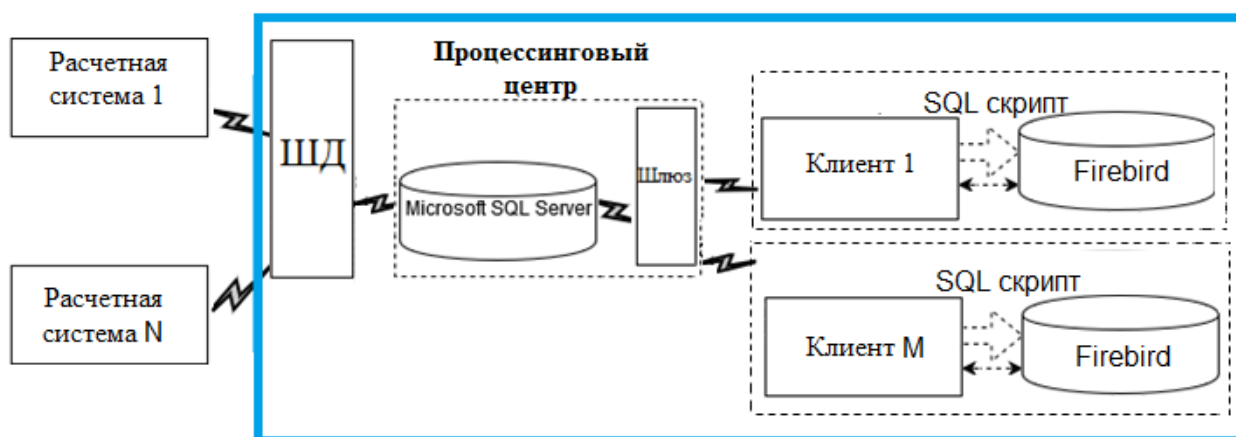 Расчетная
система 1
Расчетная
система N
ШД
Процессинговый
центр
Microsoft SQL Server
Шлюз
SQL скрипт
Клиент 1
Firebird
SQL скрипт
Клиент M
Firebird